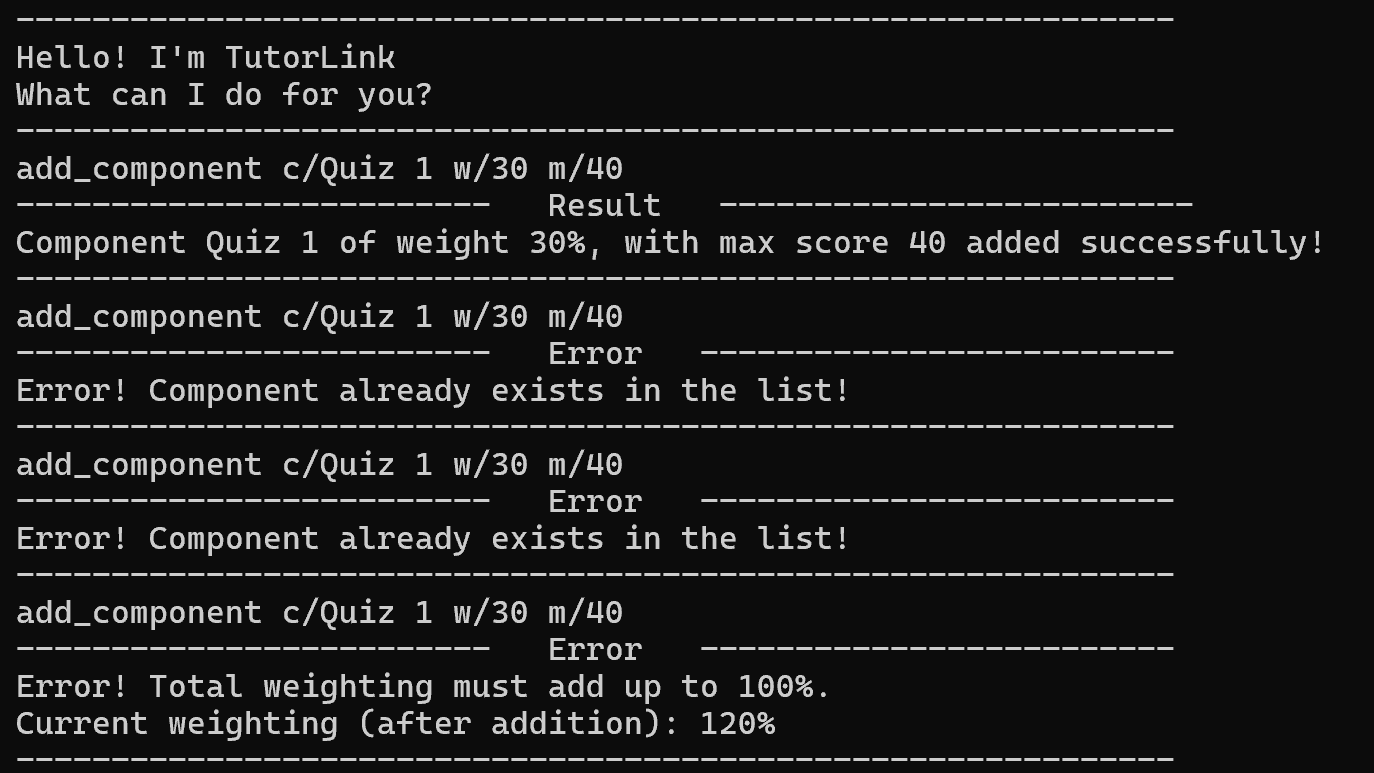 -------------------------------------------------------------
Hello! I'm TutorLink
What can I do for you?
-------------------------------------------------------------
add_component c/Quiz 1 w/30 m/40
-------------------------   Result   -------------------------
Component Quiz 1 of weight 30%, with max score 40 added successfully!
-------------------------------------------------------------
add_component c/Quiz 1 w/30 m/40
-------------------------   Error   -------------------------
Error! Component already exists in the list!
-------------------------------------------------------------
add_component c/Quiz 1 w/30 m/40
-------------------------   Error   -------------------------
Error! Component already exists in the list!
-------------------------------------------------------------
add_component c/Quiz 1 w/30 m/40
-------------------------   Error   -------------------------
Error! Total weighting must add up to 100%.
Current weighting (after addition): 120%
-------------------------------------------------------------